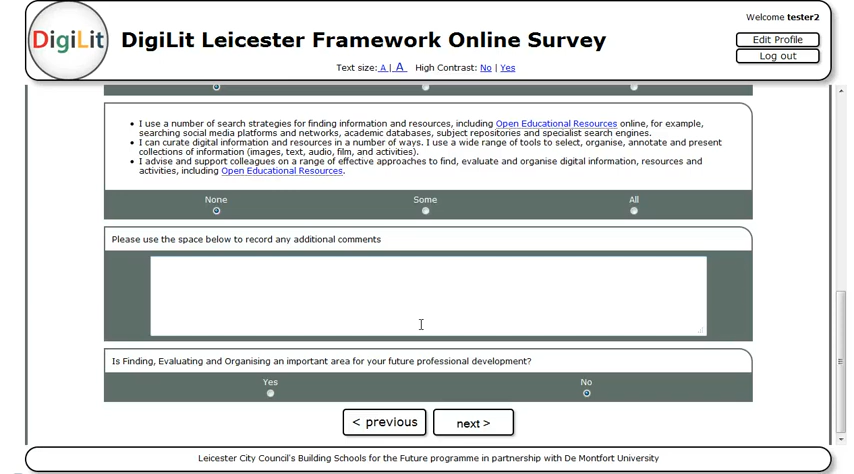 DigiLit
DigiLit Leicester Framework Online Survey
Welcome tester2
Edit Profile
Log out
Text size: A | A High Contrast: No | Yes
• I use a number of search strategies for finding information and resources, including Open Educational Resources online, for example,
searching social media platforms and networks, academic databases, subject repositories and specialist search engines.
• I can curate digital information and resources in a number of ways. I use a wide range of tools to select, organise, annotate and present
collections of information (images, text, audio, film, and activities).
• I advise and support colleagues on a range of effective approaches to find, evaluate and organise digital information, resources and
activities, including Open Educational Resources.
None Some All
Please use the space below to record any additional comments
Is Finding, Evaluating and Organising an important area for your future professional development?
Yes No
< previous next >
Leicester City Council's Building Schools for the Future programme in partnership with De Montfort University